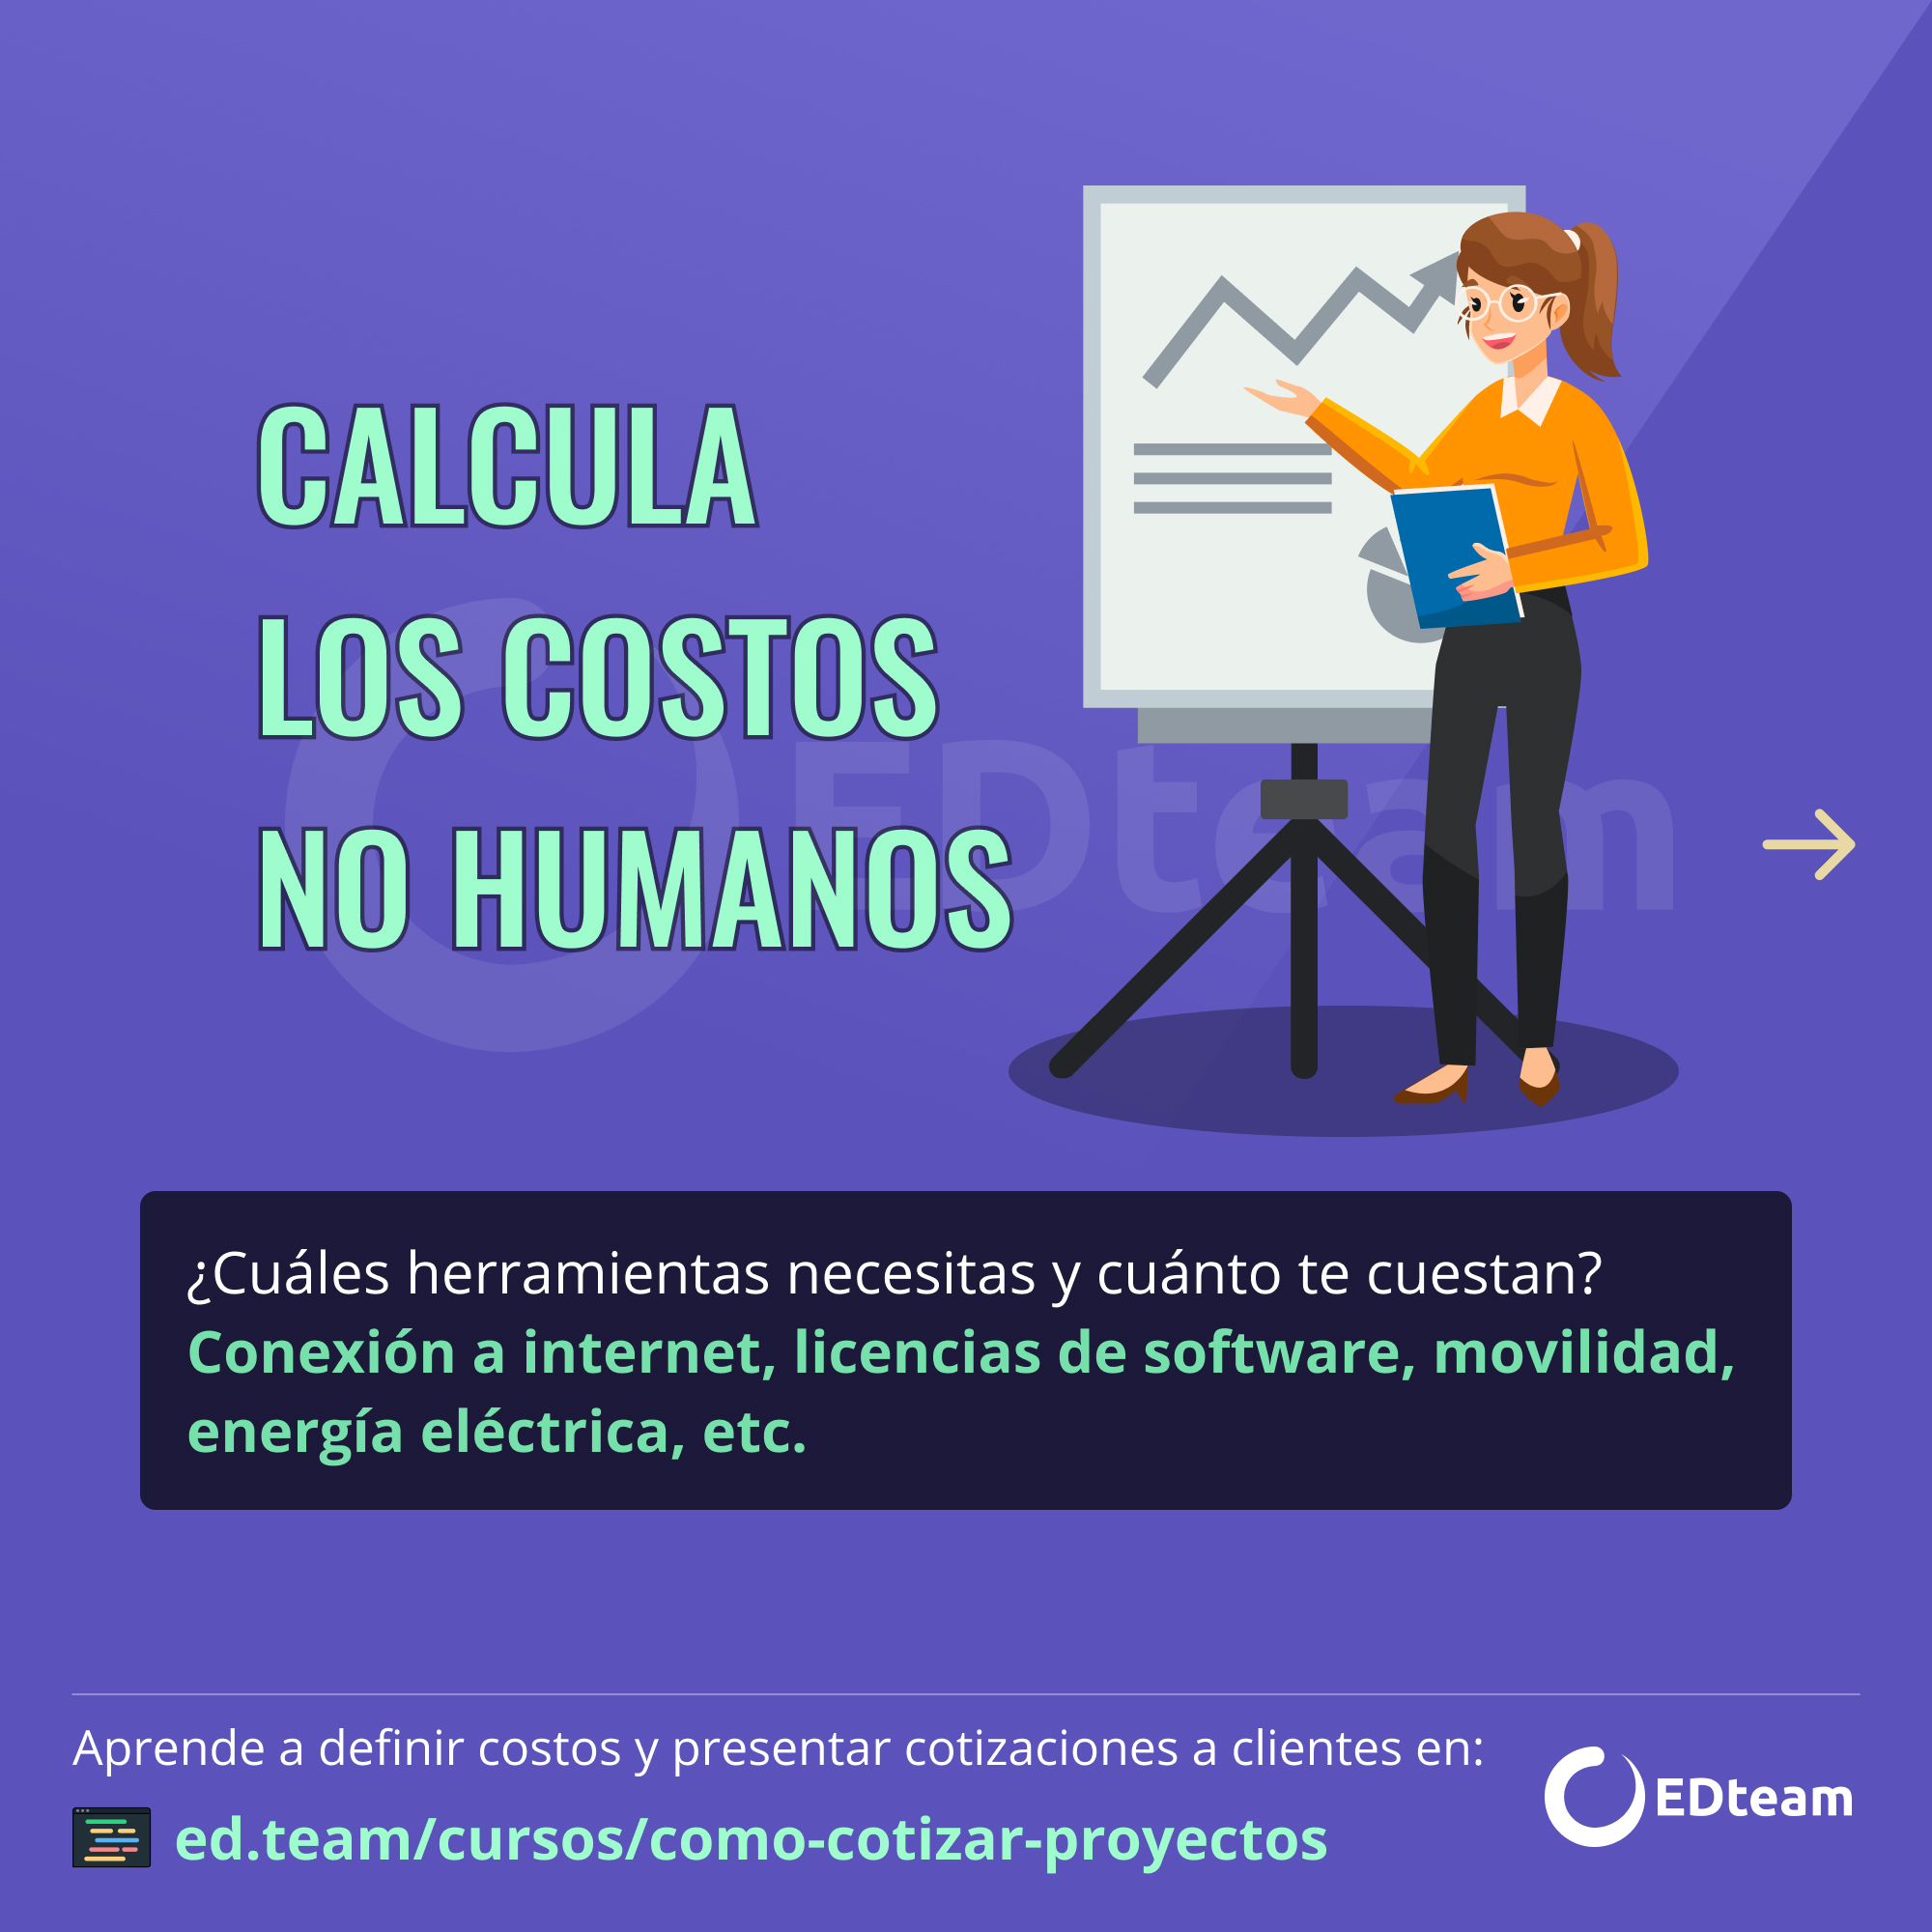 CALCULA
LOS COSTOS
NO HUMANOS
EDteam
¿Cuáles herramientas necesitas y cuánto te cuestan?
Conexión a internet, licencias de software, movilidad,
energía eléctrica, etc.
Aprende a definir costos y presentar cotizaciones a clientes en:
ed.team/cursos/como-cotizar-proyectos
EDteam